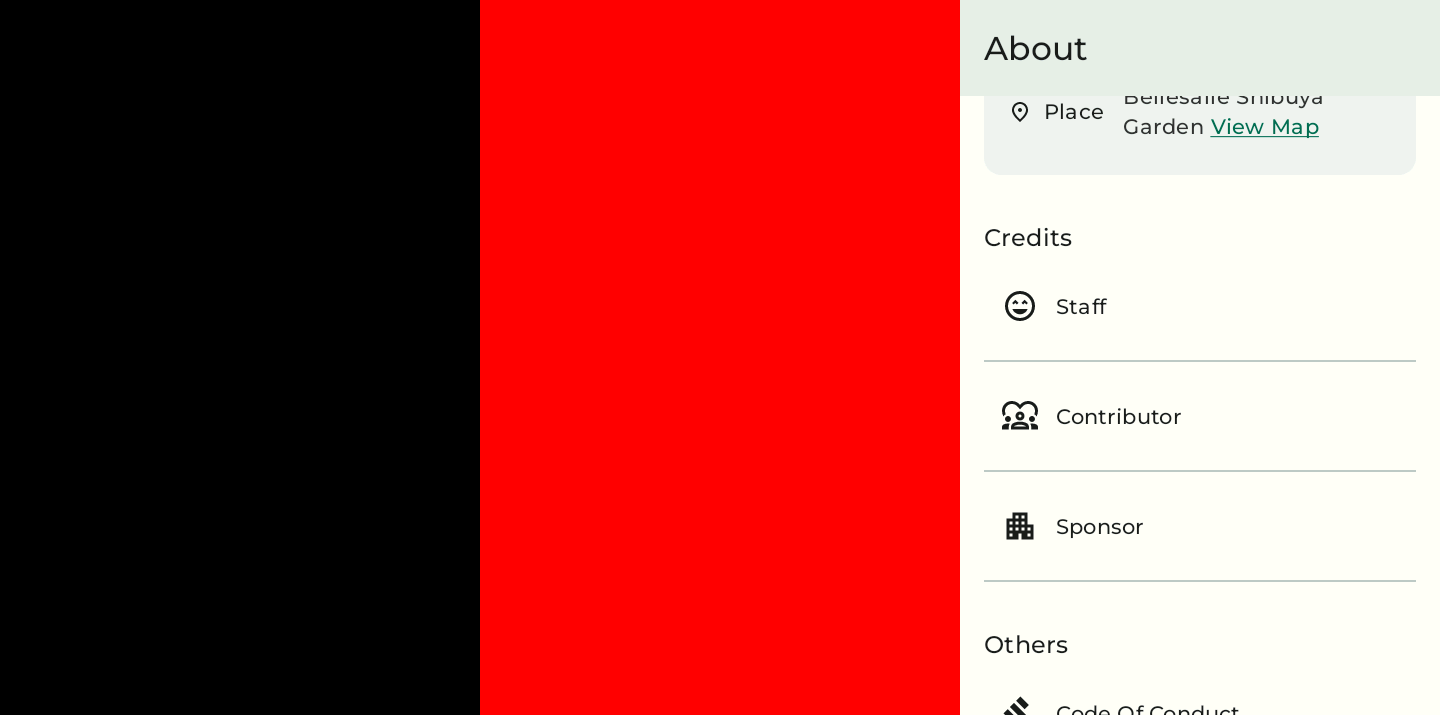 About
Place
Bellesalle Shibuya
Garden View Map
Credits
Staff
Contributor
Sponsor
Others
Code Of Conduct